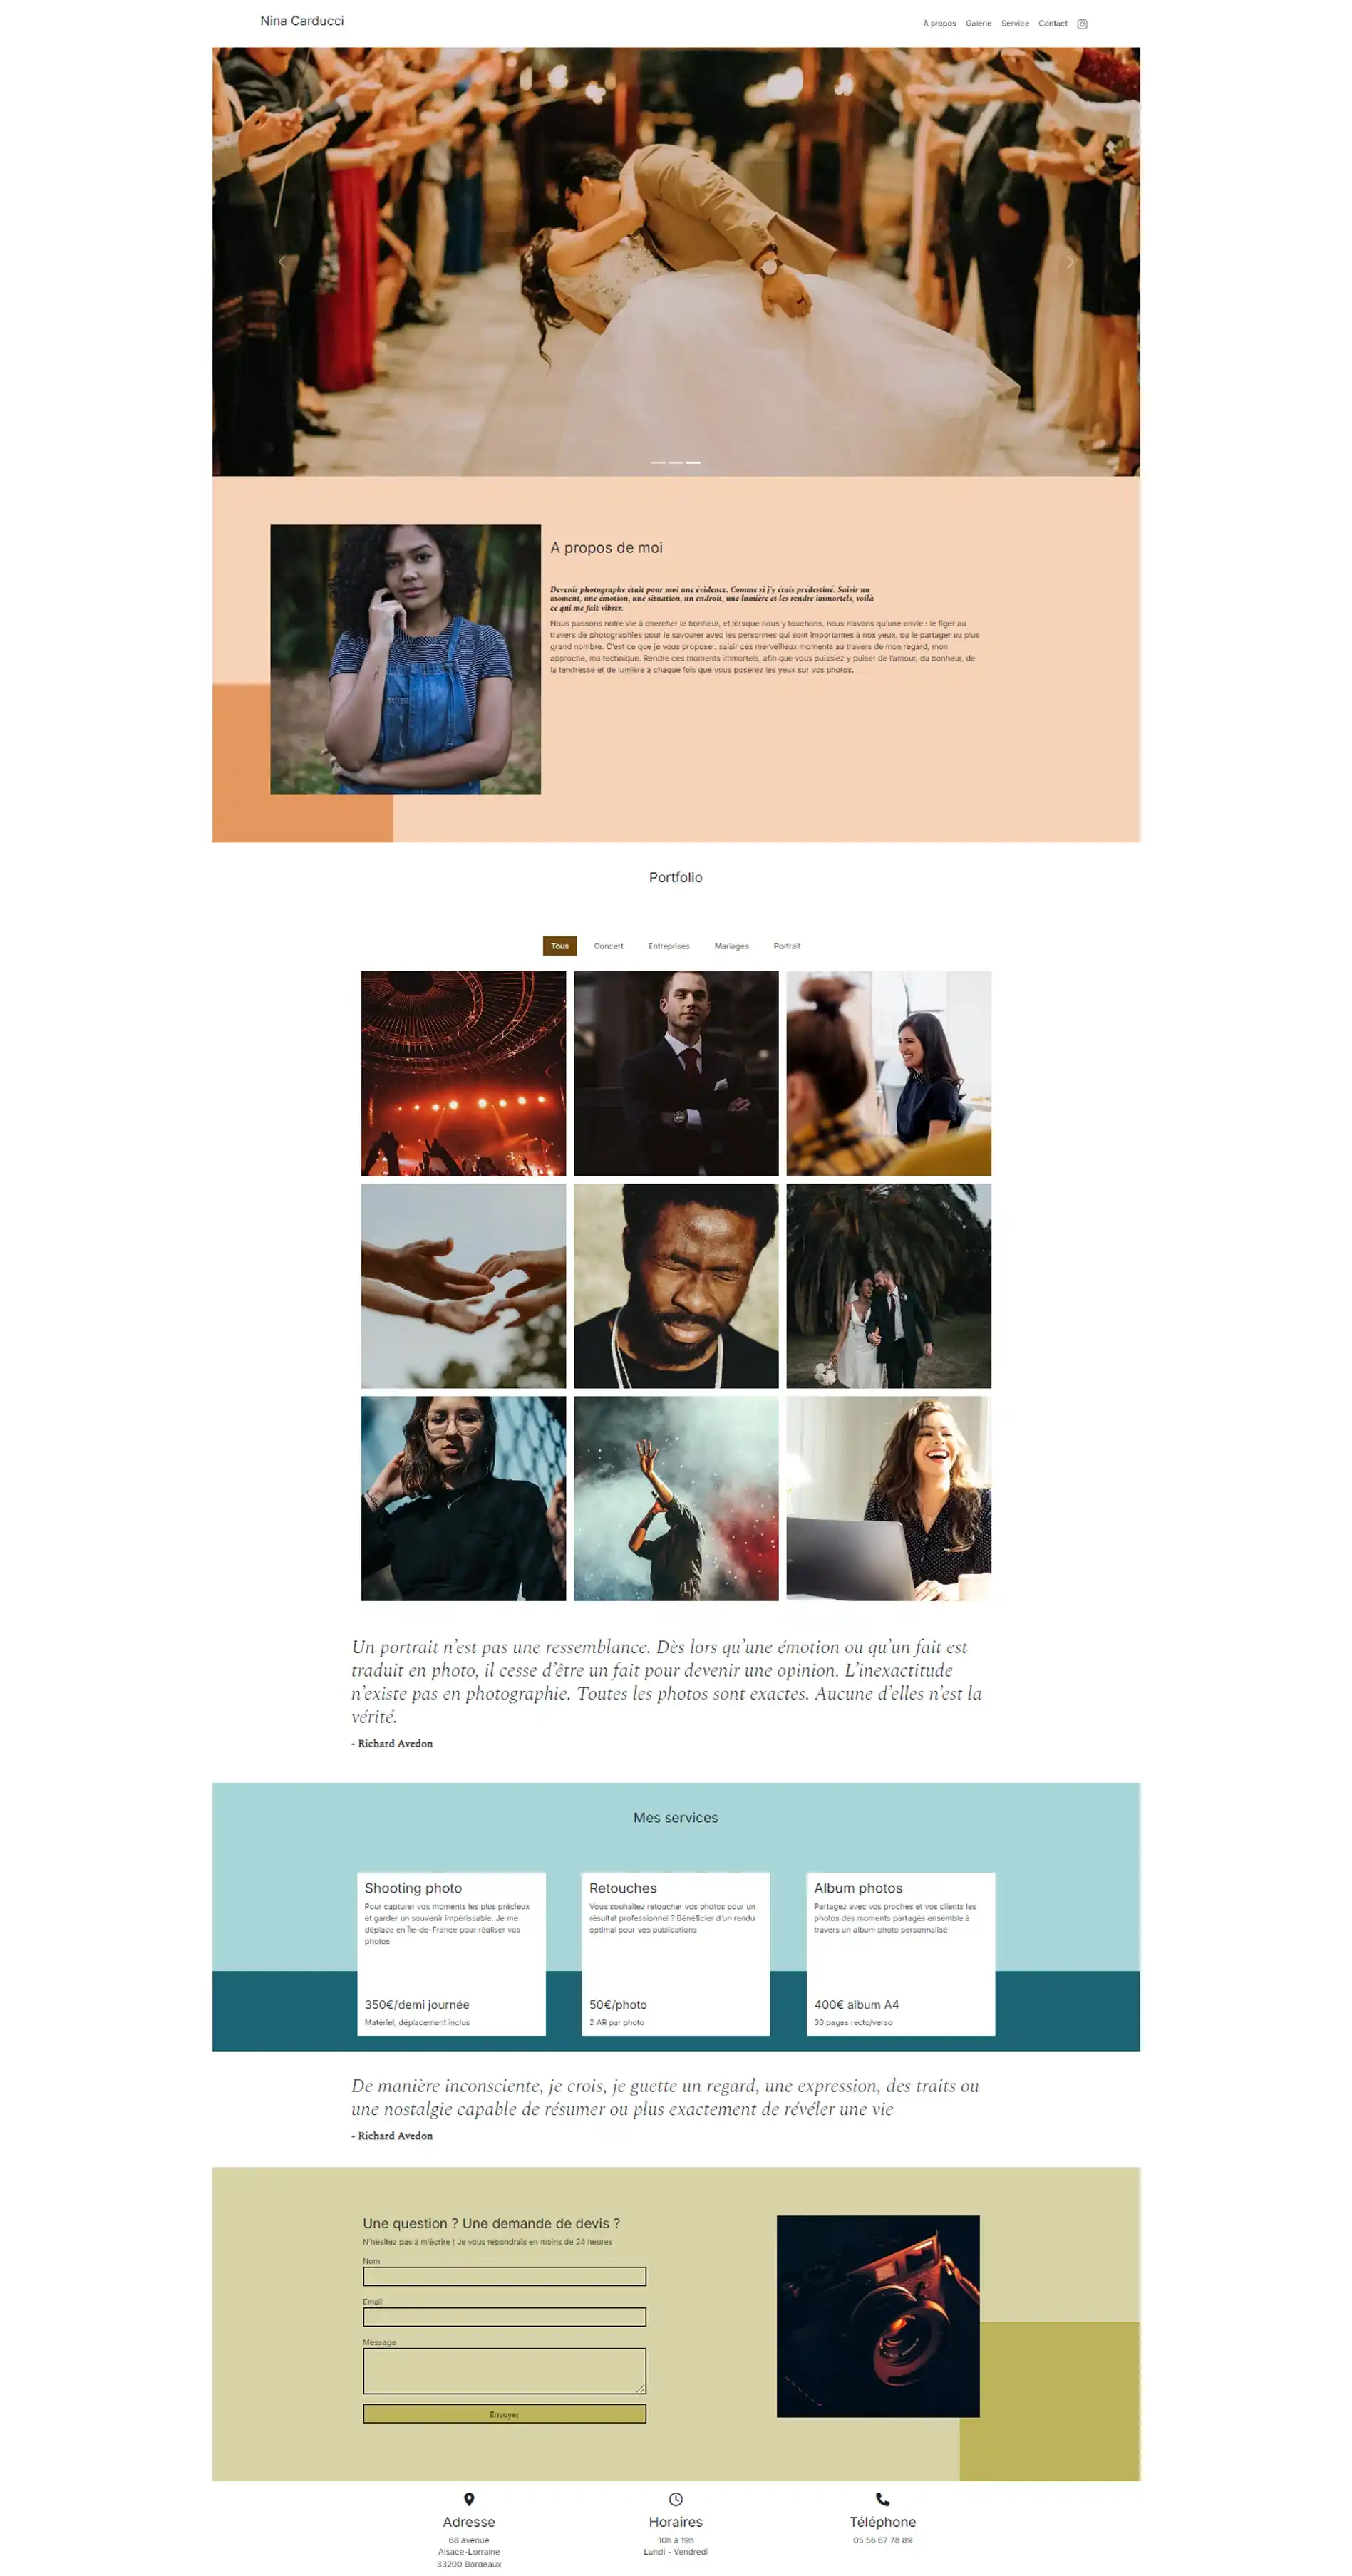 Nina Carducci
A propos Galerie Service Contact
A propos de moi
Devenir photographe était pour moi une évidence. Comme si j'y étais prédestiné. Saisir un
moment, une émotion, une situation, un endroit, une lumière et les rendre immortels, voilà
ce qui me fait vibrer.
Nous passons notre vie à chercher le bonheur, et lorsque nous y touchons, nous n'avons qu'une envie : le figer au
travers de photographies pour le savourer avec les personnes qui sont importantes à nos yeux, ou le partager au plus
grand nombre. C'est ce que je vous propose : saisir ces merveilleux moments au travers de mon regard, mon
approche, ma technique. Rendre ces moments immortels, afin que vous puissiez y puiser de l'amour, du bonheur, de
la tendresse et de lumière à chaque fois que vous poserez les yeux sur vos photos.
Portfolio
Tous Concert Entreprises Mariages Portrait
Un portrait n'est pas une ressemblance. Dès lors qu'une émotion ou qu'un fait est
traduit en photo, il cesse d'être un fait pour devenir une opinion. L'inexactitude
n'existe pas en photographie. Toutes les photos sont exactes. Aucune d'elles n'est la
vérité.
- Richard Avedon
Mes services
Shooting photo
Pour capturer vos moments les plus précieux
et garder un souvenir impérissable. Je me
déplace en Île-de-France pour réaliser vos
photos
350€/demi journée
Matériel, déplacement inclus
Retouches
Vous souhaitez retoucher vos photos pour un
résultat professionnel ? Bénéficier d'un rendu
optimal pour vos publications
50€/photo
2 AR par photo
Album photos
Partagez avec vos proches et vos clients les
photos des moments partagés ensemble à
travers un album photo personnalisé
400€ album A4
30 pages recto/verso
De manière inconsciente, je crois, je guette un regard, une expression, des traits ou
une nostalgie capable de résumer ou plus exactement de révéler une vie
- Richard Avedon
Une question ? Une demande de devis ?
N'hésitez pas à m'écrire ! Je vous répondrais en moins de 24 heures
Nom
Email
Message
Envoyer
Adresse
68 avenue
Alsace-Lorraine
33200 Bordeaux
Horaires
10h à 19h
Lundi - Vendredi
Téléphone
05 56 67 78 89